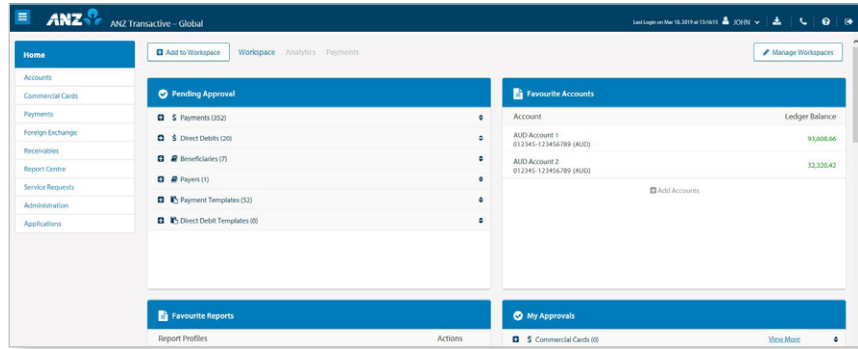 ANZ ANZ Transactive – Global
Last Login on Mar 18, 2019 at 13:16:15 JOHN
Home
Accounts
Commercial Cards
Payments
Foreign Exchange
Receivables
Report Centre
Service Requests
Administration
Applications
Add to Workspace Workspace Analytics Payments
Manage Workspaces
Pending Approval
$ Payments (352)
$ Direct Debits (20)
Beneficiaries (7)
Payers (1)
Payment Templates (52)
Direct Debit Templates (0)
Favourite Accounts
Account Ledger Balance
AUD Account 1
012345-123456789 (AUD) 93,608.66
AUD Account 2
012345-123456789 (AUD) 32,320.42
Add Accounts
Favourite Reports
Report Profiles Actions
My Approvals
$ Commercial Cards (0) View More